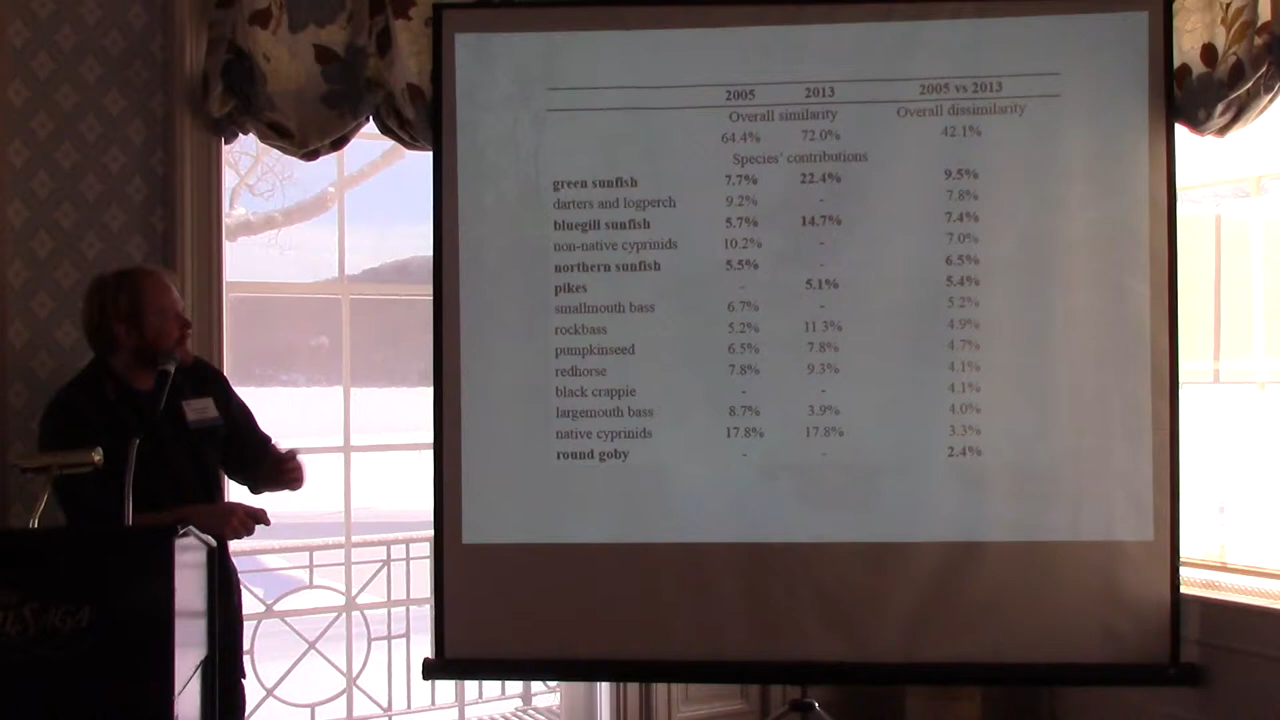 2005 2013 2005 vs 2013
Overall similarity Overall dissimilarity
64.4% 72.0% 42.1%
Species' contributions
green sunfish 7.7% 22.4% 9.5%
darters and logperch 9.2% - 7.8%
bluegill sunfish 5.7% 14.7% 7.4%
non-native cyprinids 10.2% - 7.0%
northern sunfish 5.5% - 6.5%
pikes - 5.1% 5.4%
smallmouth bass 6.7% - 5.2%
rockbass 5.2% 11 3% 4.9%
pumpkinseed 6.5% 7.8% 4.7%
redhorse 7.8% 9.3% 4.1%
black crappie - - 4.1%
largemouth bass 8.7% 3.9% 4.0%
native cyprinids 17.8% 17.8% 3.3%
round goby - - 2.4%